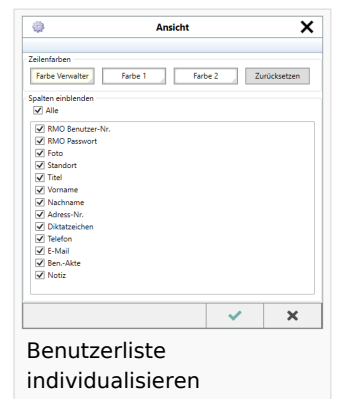 Ansicht
Zeilenfarben
Farbe Verwalter Farbe 1 Farbe 2 Zurücksetzen
Spalten einblenden
Alle
RMO Benutzer-Nr.
RMO Passwort
Foto
Standort
Titel
Vorname
Nachname
Adress-Nr.
Diktatzeichen
Telefon
E-Mail
Ben.-Akte
Notiz
Benutzerliste
individualisieren